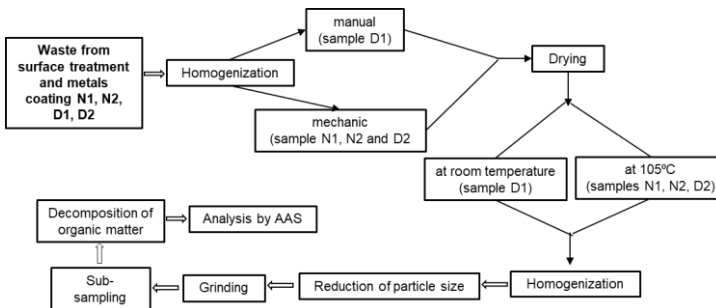 Waste from
surface treatment
and metals
coating N1, N2,
D1, D2
Homogenization
manual
(sample D1)
mechanic
(sample N1, N2 and D2
Drying
at room temperature
(sample D1)
at 105ºC
(samples N1, N2, D2)
Homogenization
Reduction of particle size
Grinding
Sub-
sampling
Decomposition of
organic matter
Analysis by AAS